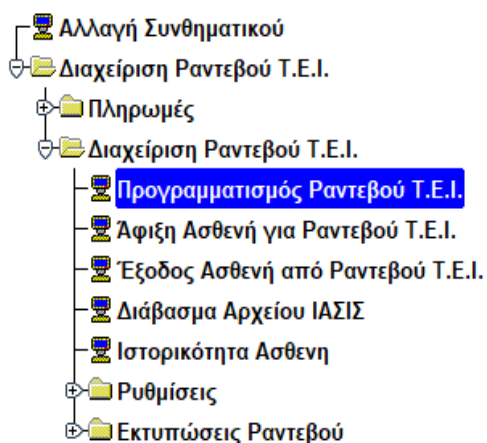 Αλλαγή Συνθηματικού
Διαχείριση Ραντεβού Τ.Ε.Ι.
Πληρωμές
Διαχείριση Ραντεβού Τ.Ε.Ι.
Προγραμματισμός Ραντεβού Τ.Ε.Ι.
Άφιξη Ασθενή για Ραντεβού Τ.Ε.Ι.
Έξοδος Ασθενή από Ραντεβού Τ.Ε.Ι.
Διάβασμα Αρχείου ΙΑΣΙΣ
Ιστορικότητα Ασθενη
Ρυθμίσεις
Εκτυπώσεις Ραντεβού